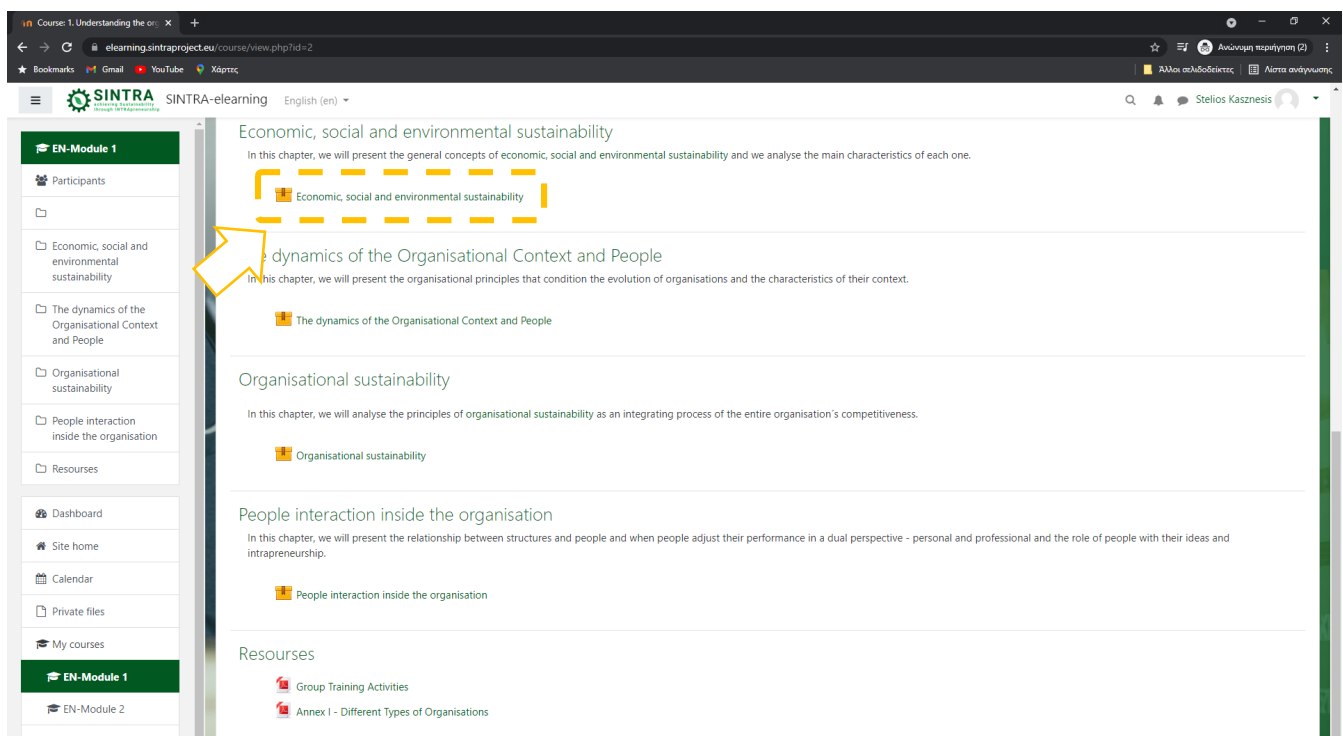 in Course: 1. Understanding the org
elearning.sintraproject.eu/course/view.php?id=2
Ανώνυμη περιήγηση (2)
Bookmarks Gmail YouTube Χάρτες
Άλλοι σελιδοδείκτες Λίστα ανάγνωσης
SINTRA
achieving Sustainability
through INTRApreneurship
SINTRA-elearning English (en)
Stelios Kasznesis
EN-Module 1
Participants
Economic, social and
environmental
sustainability
The dynamics of the
Organisational Context
and People
Organisational
sustainability
People interaction
inside the organisation
Resourses
Dashboard
Site home
Calendar
Private files
My courses
EN-Module 1
EN-Module 2
Economic, social and environmental sustainability
In this chapter, we will present the general concepts of economic, social and environmental sustainability and we analyse the main characteristics of each one.
Economic, social and environmental sustainability
dynamics of the Organisational Context and People
In this chapter, we will present the organisational principles that condition the evolution of organisations and the characteristics of their context.
The dynamics of the Organisational Context and People
Organisational sustainability
In this chapter, we will analyse the principles of organisational sustainability as an integrating process of the entire organisation´s competitiveness.
Organisational sustainability
People interaction inside the organisation
In this chapter, we will present the relationship between structures and people and when people adjust their performance in a dual perspective - personal and professional and the role of people with their ideas and
intrapreneurship.
People interaction inside the organisation
Resourses
Group Training Activities
Annex I - Different Types of Organisations